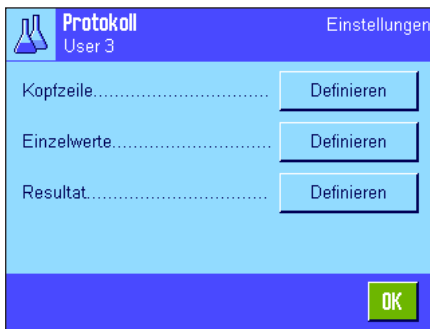 Protokoll
Einstellungen
User 3
Kopfzeile............................... Definieren
Einzelwerte............................ Definieren
Resultat................................ Definieren
OK